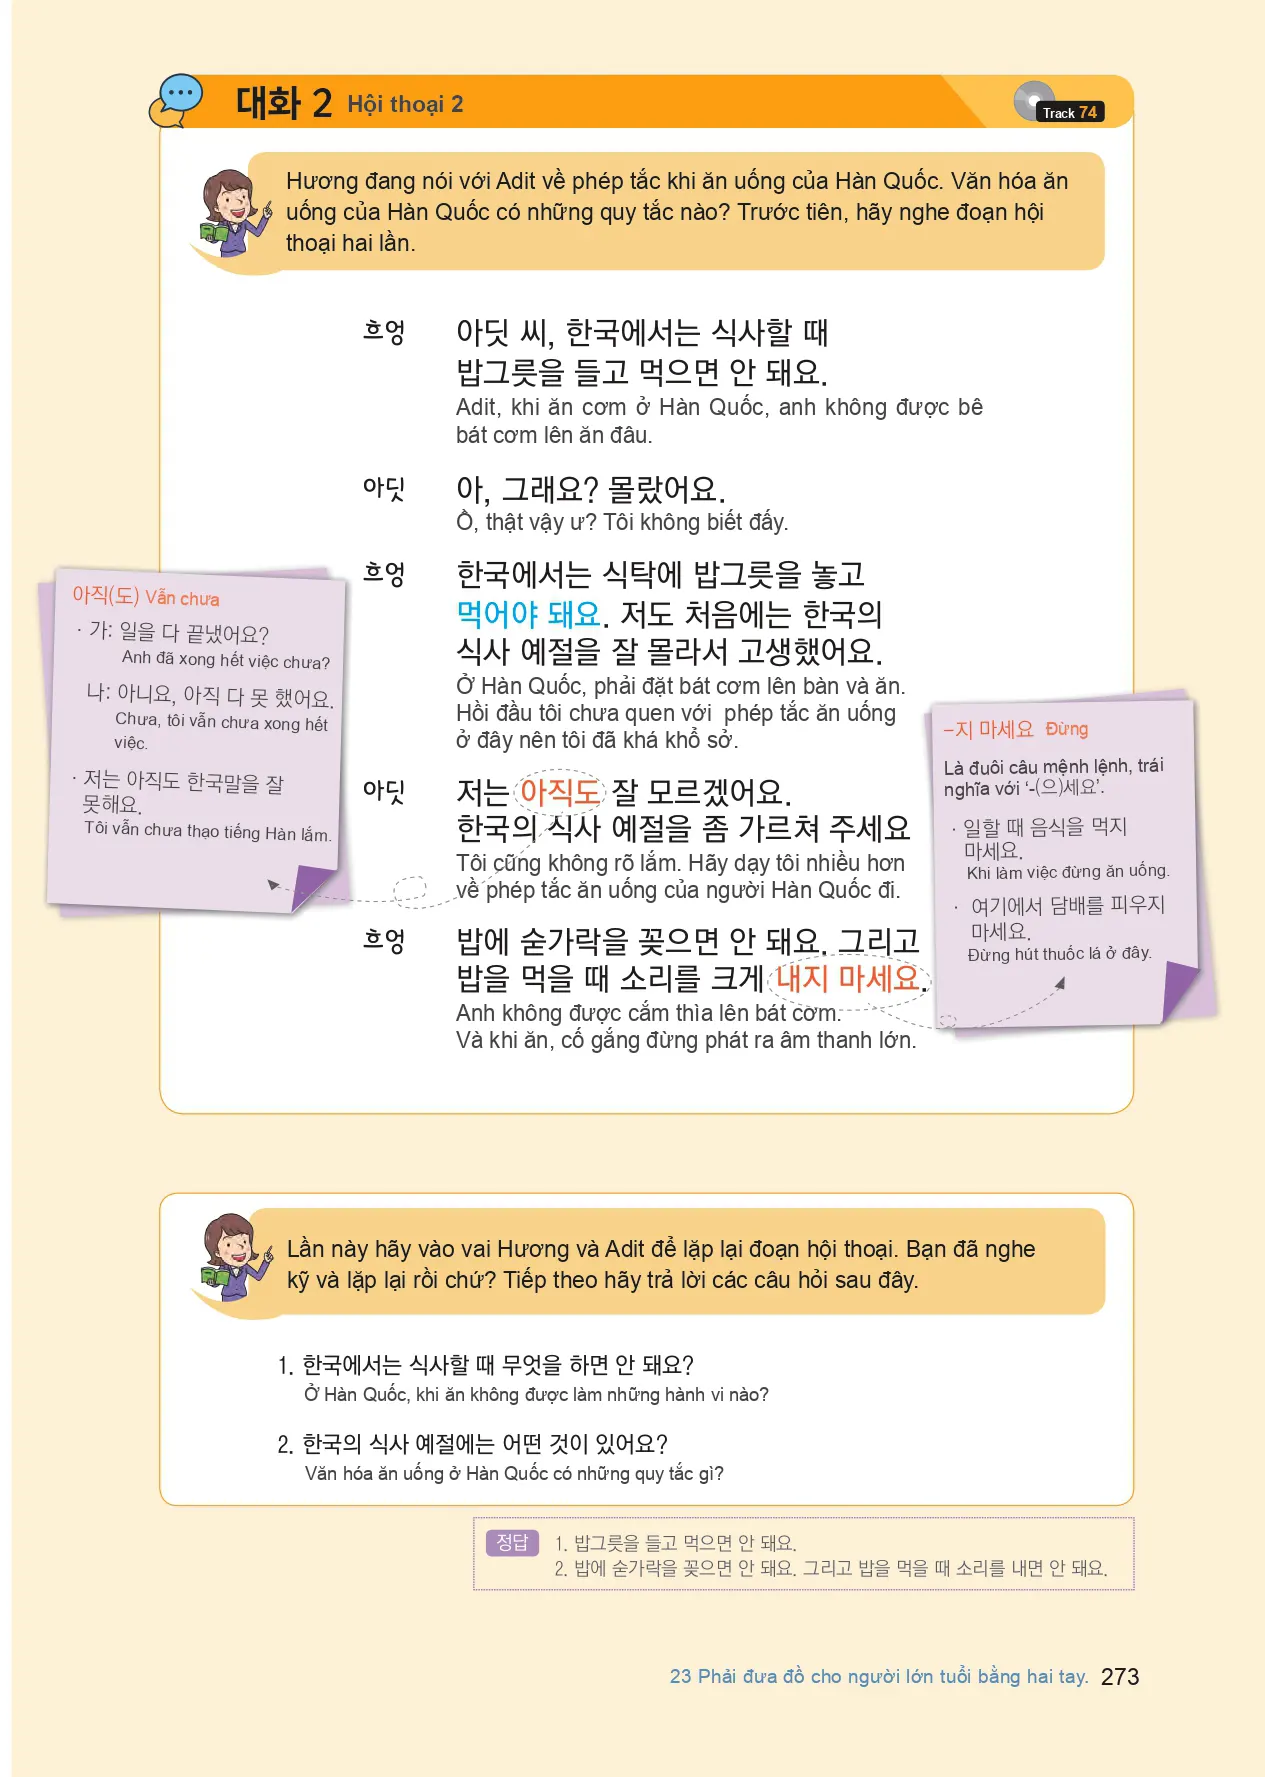 대화 2 Hội thoại 2
Track 74
Hương đang nói với Adit về phép tắc khi ăn uống của Hàn Quốc. Văn hóa ăn
uống của Hàn Quốc có những quy tắc nào? Trước tiên, hãy nghe đoạn hội
thoại hai lần.
흐엉 아딧 씨, 한국에서는 식사할 때
밥그릇을 들고 먹으면 안 돼요.
Adit, khi ăn cơm ở Hàn Quốc, anh không được bê
bát cơm lên ăn đâu.
아딧 아, 그래요? 몰랐어요.
Ồ, thật vậy ư? Tôi không biết đấy.
흐엉 한국에서는 식탁에 밥그릇을 놓고
먹어야 돼요. 저도 처음에는 한국의
식사 예절을 잘 몰라서 고생했어요.
Ở Hàn Quốc, phải đặt bát cơm lên bàn và ăn.
Hồi đầu tôi chưa quen với phép tắc ăn uống
ở đây nên tôi đã khá khổ sở.
아딧 저는 아직도 잘 모르겠어요.
한국의 식사 예절을 좀 가르쳐 주세요
Tôi cũng không rõ lắm. Hãy dạy tôi nhiều hơn
về phép tắc ăn uống của người Hàn Quốc đi.
흐엉 밥에 숟가락을 꽂으면 안 돼요. 그리고
밥을 먹을 때 소리를 크게 내지 마세요.
Anh không được cắm thìa lên bát cơm.
Và khi ăn, cố gắng đừng phát ra âm thanh lớn.
아직(도) Vẫn chưa
· 가: 일을 다 끝냈어요?
Anh đã xong hết việc chưa?
나: 아니요, 아직 다 못 했어요.
Chưa, tôi vẫn chưa xong hết
việc.
· 저는 아직도 한국말을 잘
못해요.
Tôi vẫn chưa thạo tiếng Hàn lắm.
–지 마세요 Đừng
Là đuôi câu mệnh lệnh, trái
nghĩa với ‘-(으)세요’.
· 일할 때 음식을 먹지
마세요.
Khi làm việc đừng ăn uống.
· 여기에서 담배를 피우지
마세요.
Đừng hút thuốc lá ở đây.
Lần này hãy vào vai Hương và Adit để lặp lại đoạn hội thoại. Bạn đã nghe
kỹ và lặp lại rồi chứ? Tiếp theo hãy trả lời các câu hỏi sau đây.
1. 한국에서는 식사할 때 무엇을 하면 안 돼요?
Ở Hàn Quốc, khi ăn không được làm những hành vi nào?
2. 한국의 식사 예절에는 어떤 것이 있어요?
Văn hóa ăn uống ở Hàn Quốc có những quy tắc gì?
정답 1. 밥그릇을 들고 먹으면 안 돼요.
2. 밥에 숟가락을 꽂으면 안 돼요. 그리고 밥을 먹을 때 소리를 내면 안 돼요.
23 Phải đưa đồ cho người lớn tuổi bằng hai tay. 273